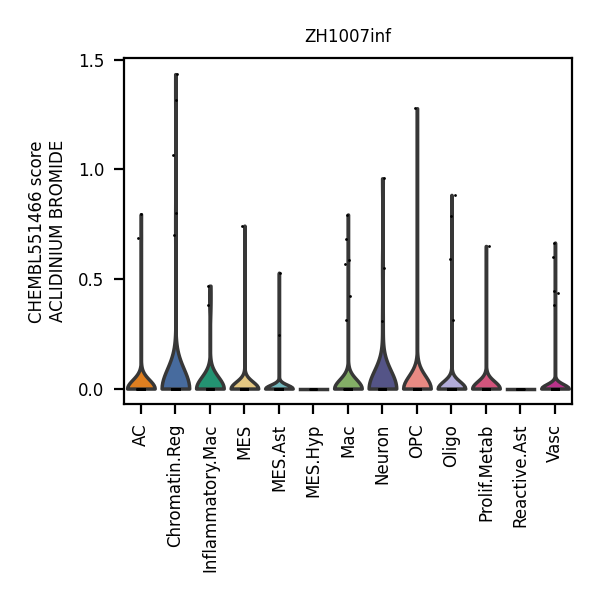 ZH1007inf
CHEMBL551466 score
ACLIDINIUM BROMIDE
1.5
1.0
0.5
0.0
AC
Chromatin.Reg
Inflammatory.Mac
MES
MES.Ast
MES.Hyp
Mac
Neuron
OPC
Oligo
Prolif.Metab
Reactive.Ast
Vasc